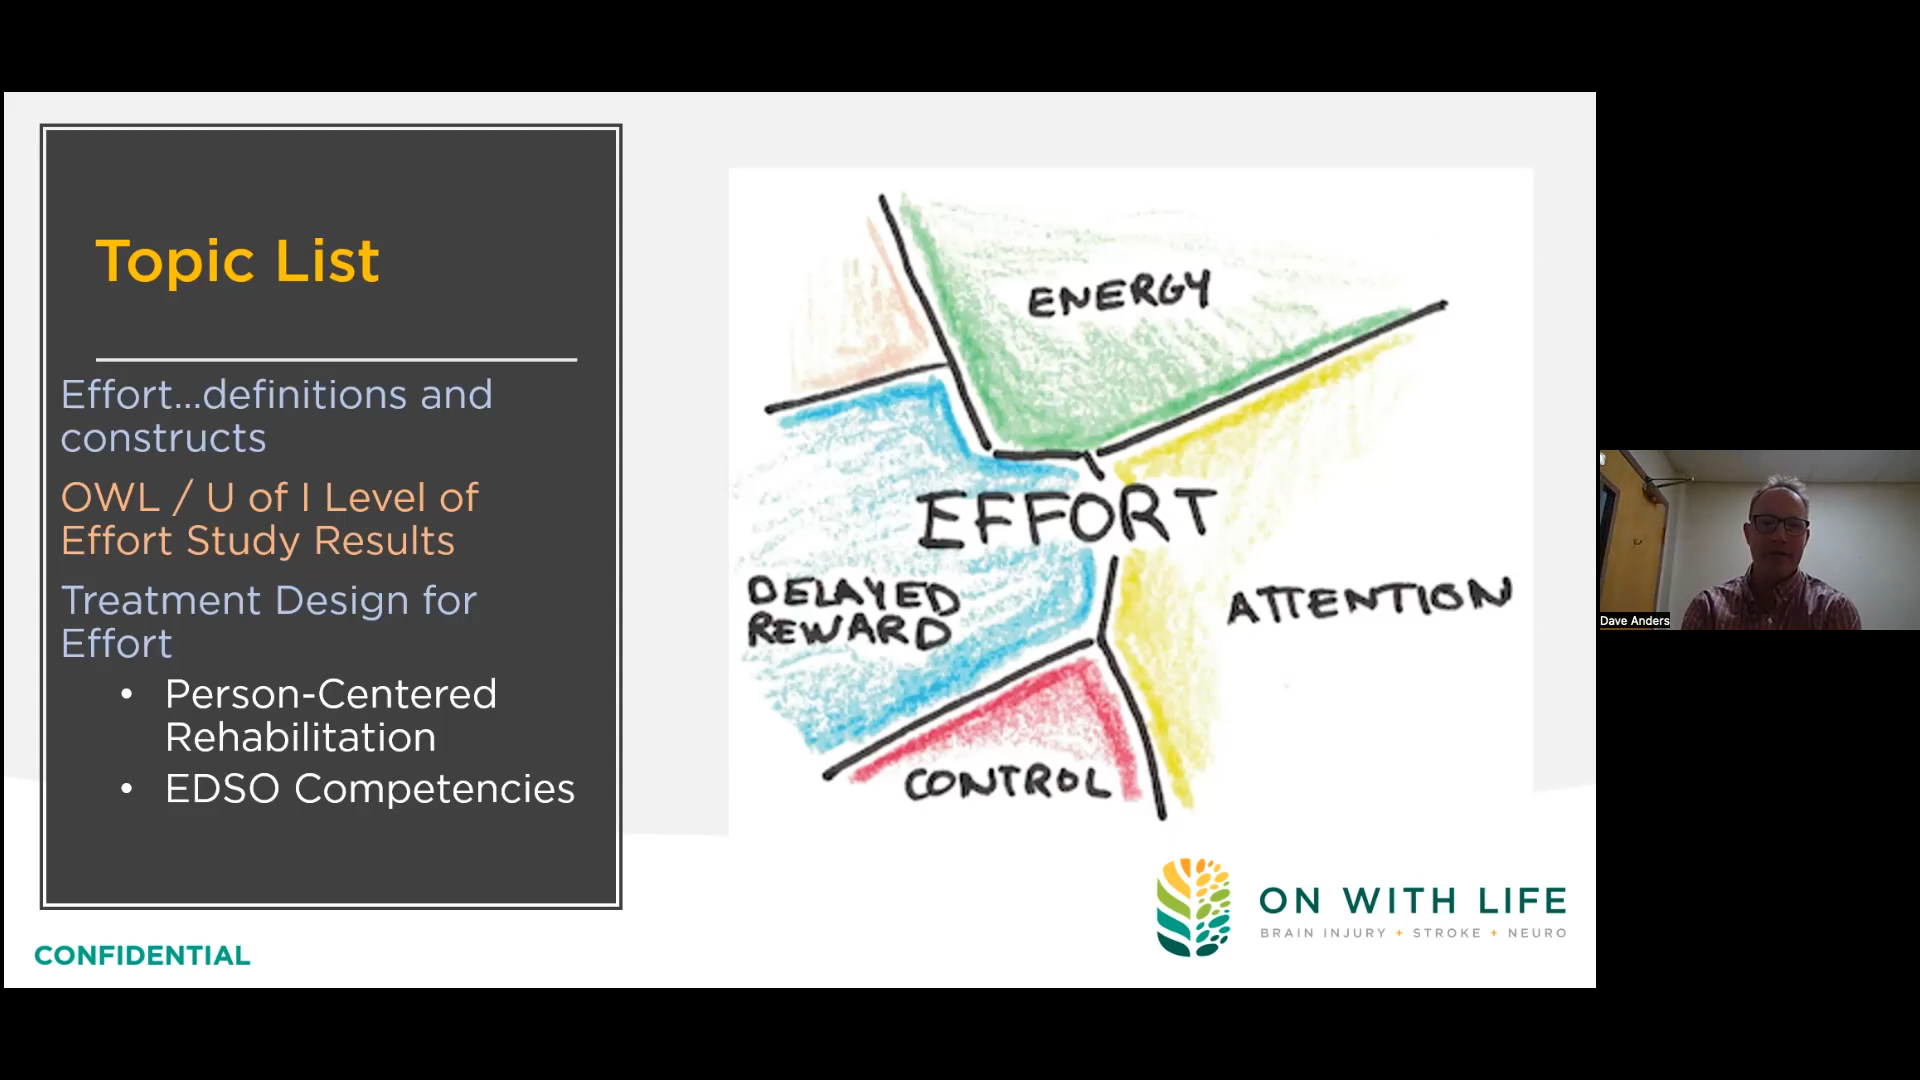 Topic List
Effort...definitions and
constructs
OWL / U of I Level of
Effort Study Results
Treatment Design for
Effort
• Person-Centered
Rehabilitation
• EDSO Competencies
CONFIDENTIAL
ENERGY
EFFORT
DELAYED
REWARD
ATTENTION
CONTROL
ON WITH LIFE
BRAIN INJURY + STROKE + NEURO
Dave Anders